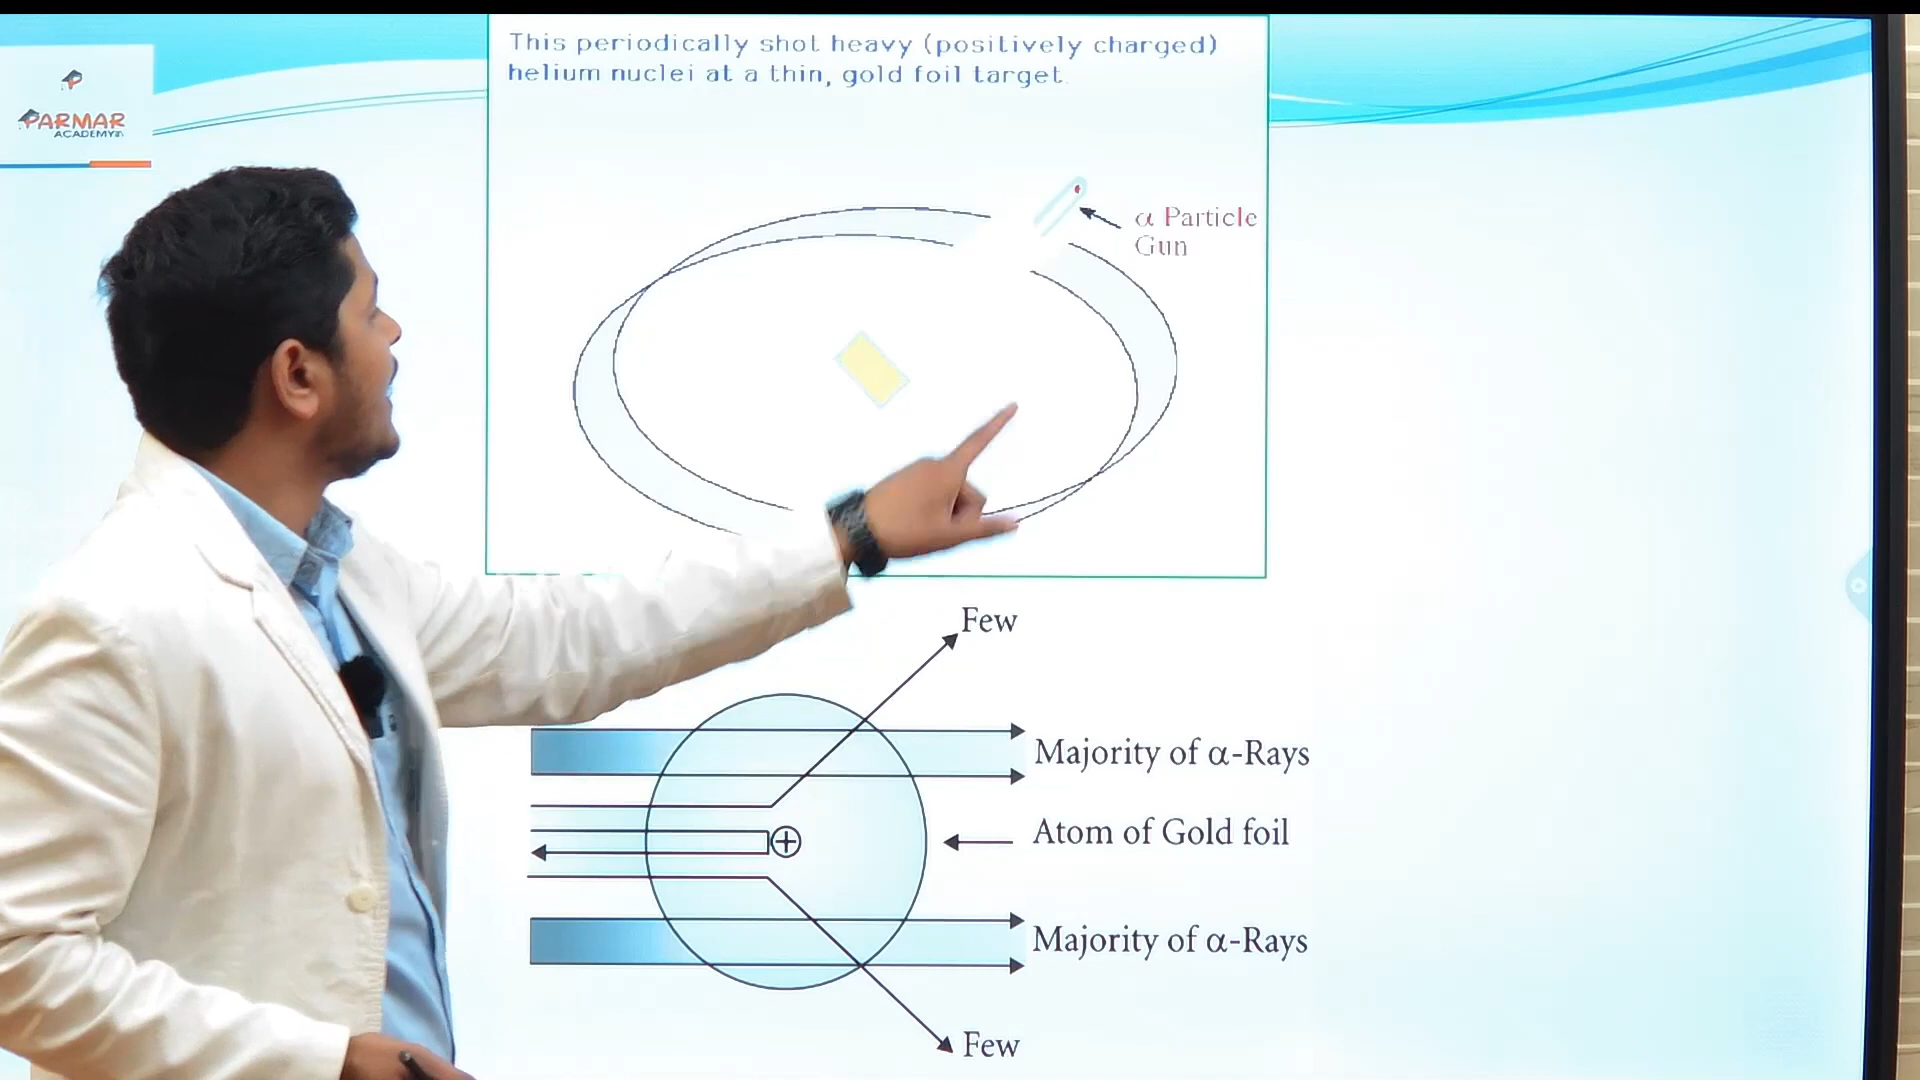 This periodically shot heavy (positively charged)
helium nuclei at a thin, gold foil target.
PARMAR
ACADEMY
α Particle
Gun
Few
Majority of α-Rays
+
Atom of Gold foil
Majority of α-Rays
Few